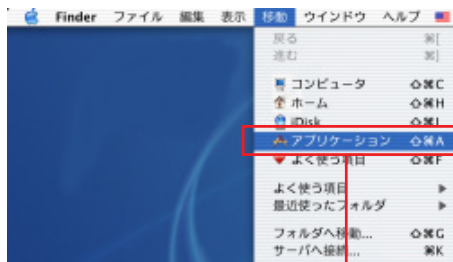 Finder ファイル 編集 表示 移動 ウインドウ ヘルプ
戻る ⌘[
進む ⌘]
コンピュータ ⇧⌘C
ホーム ⇧⌘H
iDisk ⇧⌘I
アプリケーション ⇧⌘A
よく使う項目 ⇧⌘F
よく使う項目 ▶
最近使ったフォルダ ▶
フォルダへ移動... ⇧⌘G
サーバへ接続... ⌘K